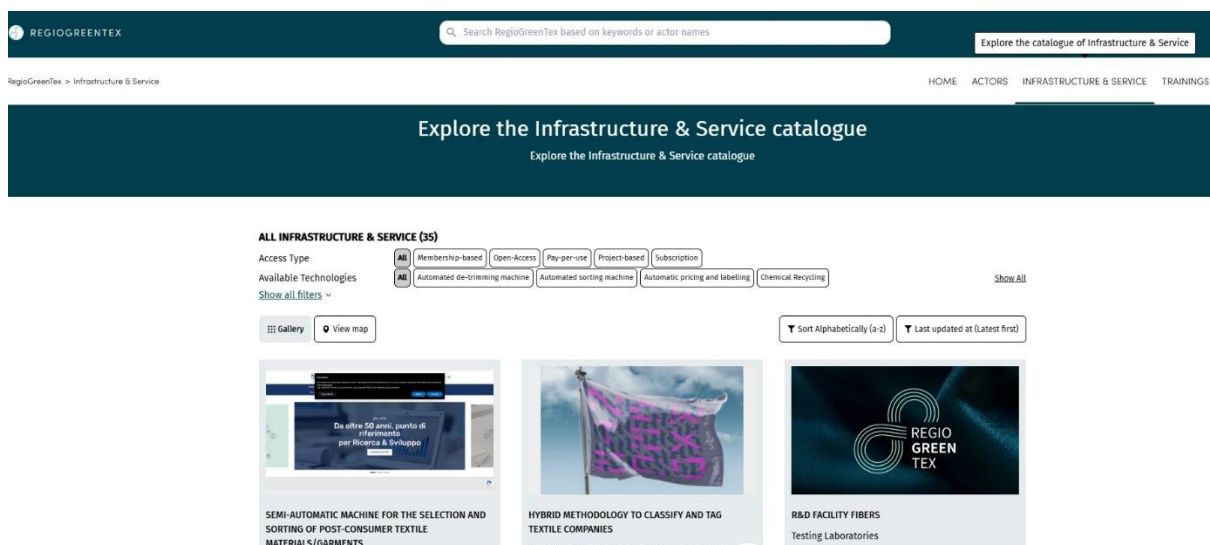 REGIOGREENTEX
Search RegioGreenTex based on keywords or actor names
Explore the catalogue of Infrastructure & Service
RegioGreenTex > Infrastructure & Service
HOME ACTORS INFRASTRUCTURE & SERVICE TRAININGS
Explore the Infrastructure & Service catalogue
Explore the Infrastructure & Service catalogue
ALL INFRASTRUCTURE & SERVICE (35)
Access Type All Membership-based Open-Access Pay-per-use Project-based Subscription
Available Technologies All Automated de-trimming machine Automated sorting machine Automatic pricing and labelling Chemical Recycling Show All
Show all filters
Gallery View map Sort Alphabetically (a-z) Last updated at (Latest first)
Da oltre 50 anni, punto di
riferimento
per Ricerca & Sviluppo
REGIO
GREEN
TEX
SEMI-AUTOMATIC MACHINE FOR THE SELECTION AND
SORTING OF POST-CONSUMER TEXTILE
MATERIALS/GARMENTS
HYBRID METHODOLOGY TO CLASSIFY AND TAG
TEXTILE COMPANIES
R&D FACILITY FIBERS
Testing Laboratories